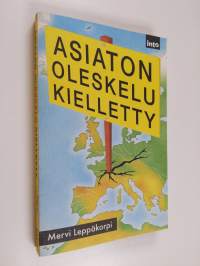 into
ASIATON
OLESKELU
KIELLETTY
Mervi Leppäkorpi